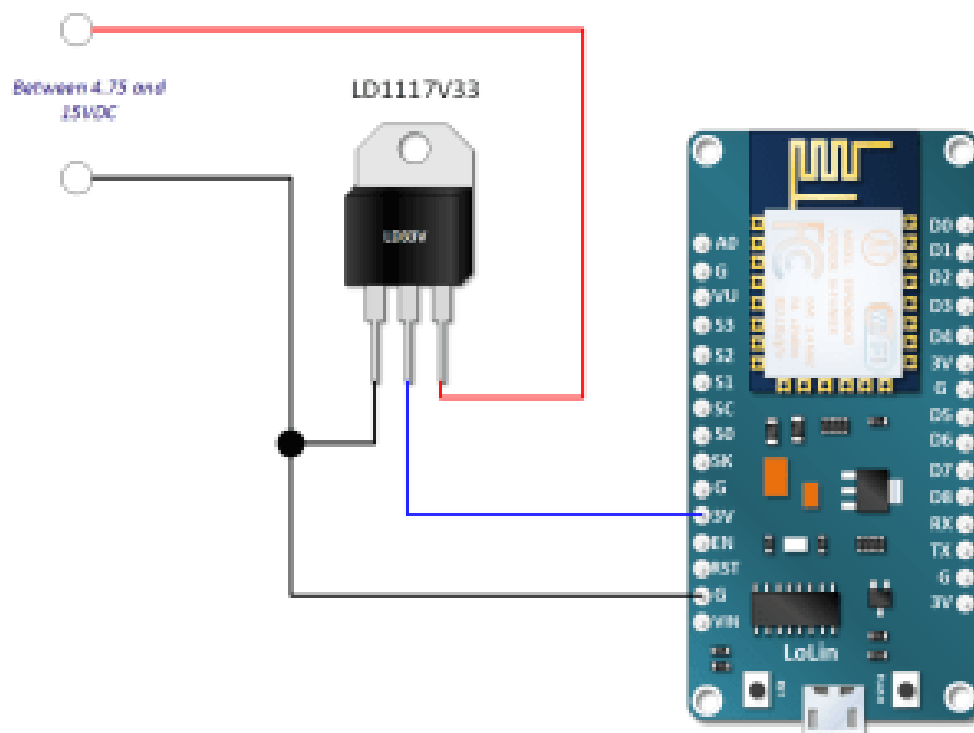 Between 4.75 and
15VDC
LD1117V33
LD33V
A0
G
VU
S3
S2
S1
SC
S0
SK
G
3V
EN
RST
G
VIN
D0
D1
D2
D3
D4
3V
G
D5
D6
D7
D8
RX
TX
G
3V
LoLin